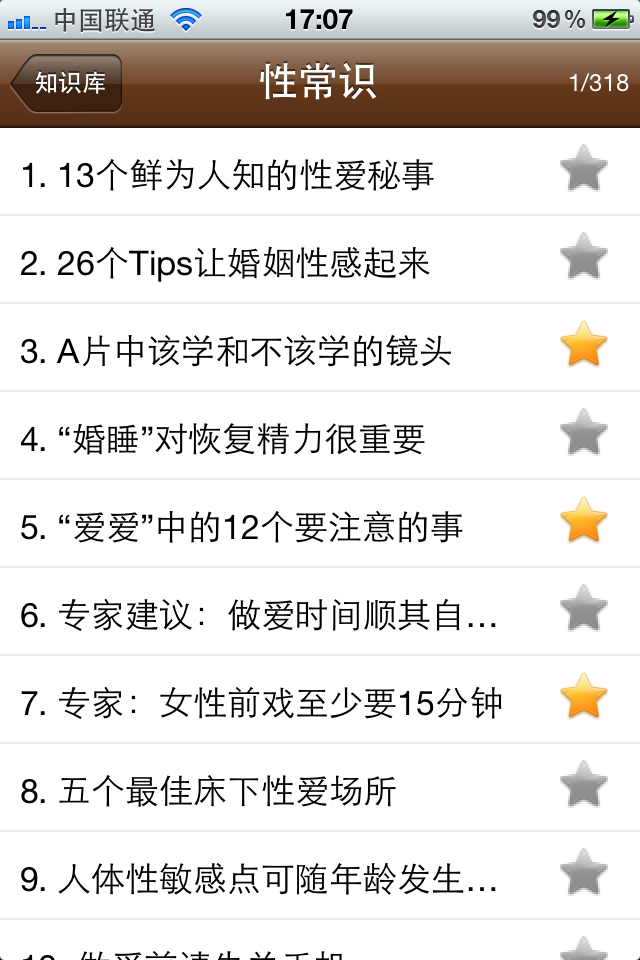 中国联通 17:07 99%
知识库 性常识 1/318
1. 13个鲜为人知的性爱秘事
2. 26个Tips让婚姻性感起来
3. A片中该学和不该学的镜头
4. “婚睡”对恢复精力很重要
5. “爱爱”中的12个要注意的事
6. 专家建议：做爱时间顺其自...
7. 专家：女性前戏至少要15分钟
8. 五个最佳床下性爱场所
9. 人体性敏感点可随年龄发生...